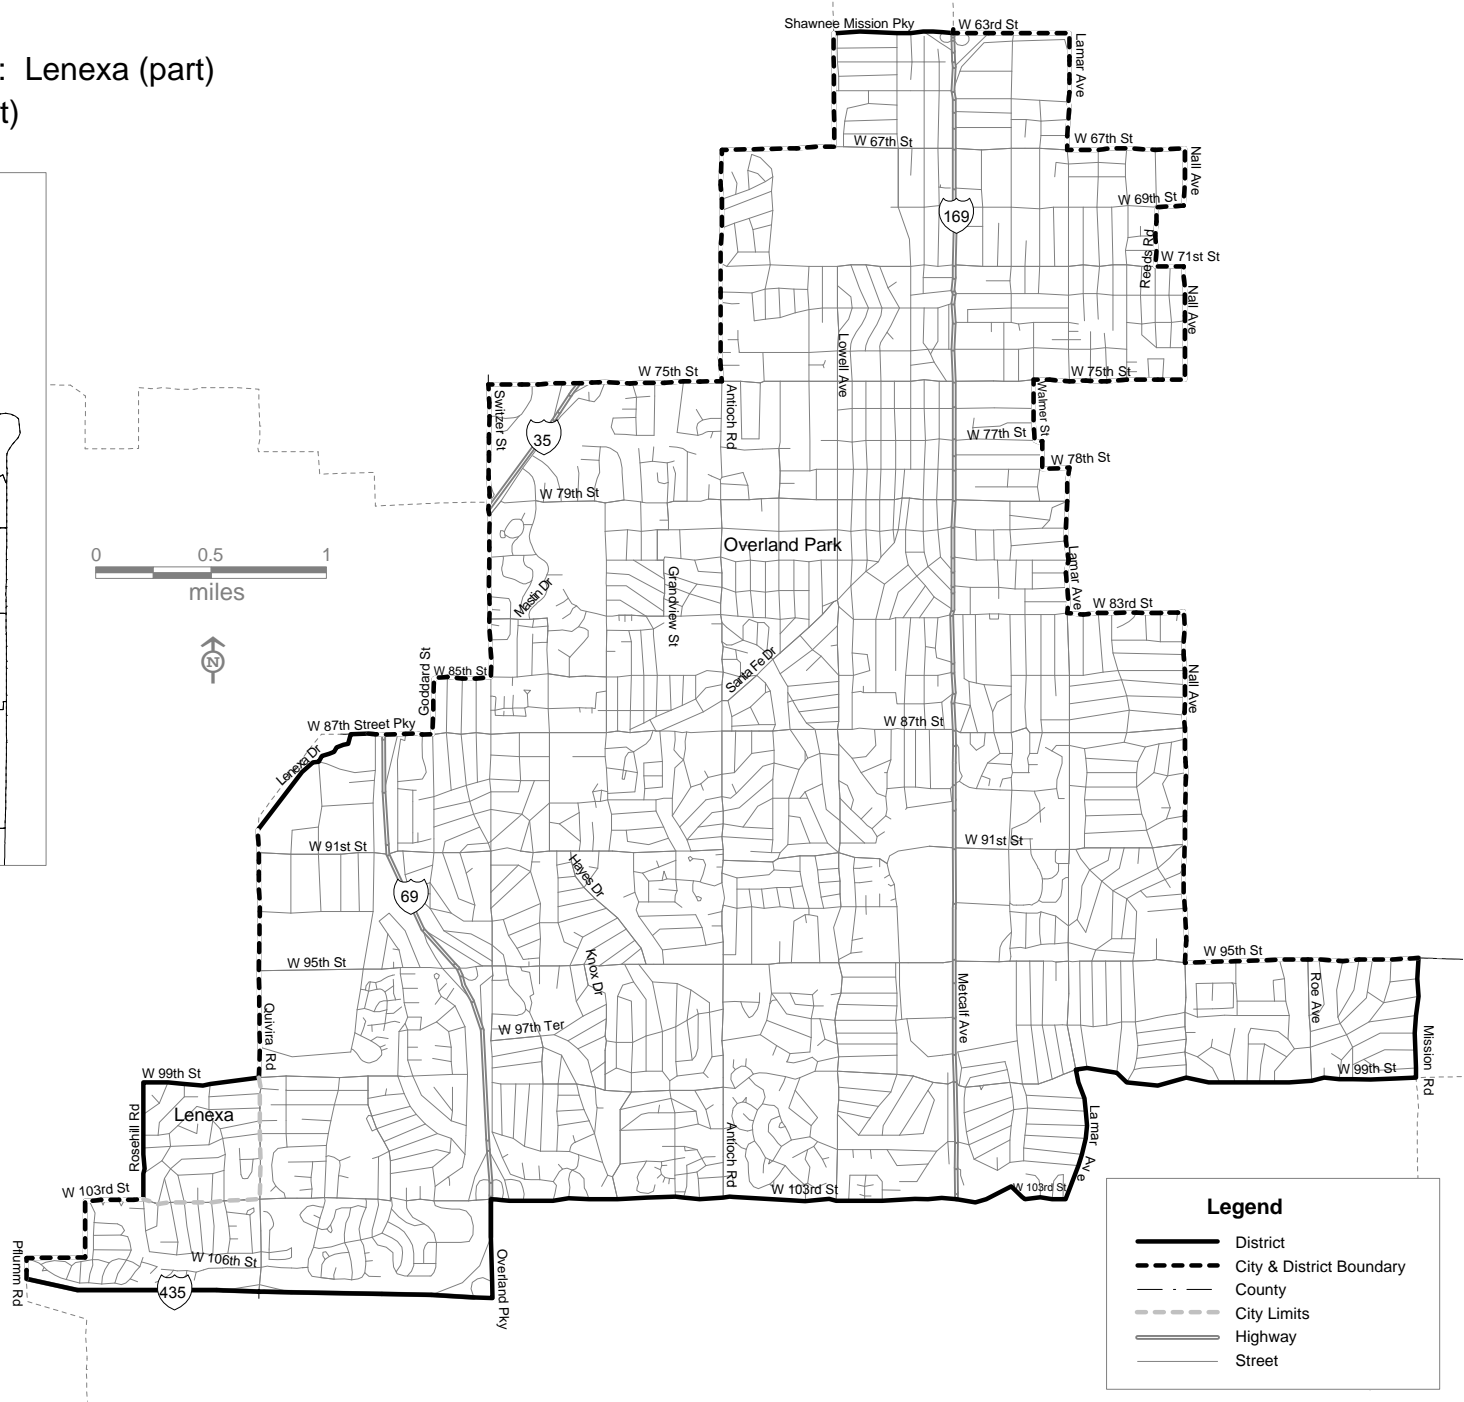 : Lenexa (part)
t)
Shawnee Mission Pky
W 63rd St
Lamar Ave
W 67th St
W 67th St
Nall Ave
W 69th St
169
Reeds Rd
W 71st St
Nall Ave
Lowell Ave
W 75th St
W 75th St
Switzer St
Antioch Rd
Walmer St
35
W 77th St
W 78th St
W 79th St
0 0.5 1
miles
N
Overland Park
Mastin Dr
Grandview St
Lamar Ave
W 83rd St
Goddard St
W 85th St
Santa Fe Dr
Nall Ave
W 87th Street Pky
W 87th St
Lenexa Dr
W 91st St
W 91st St
Hayes Dr
69
W 95th St
W 95th St
Knox Dr
Metcalf Ave
Roe Ave
Quivira Rd
W 97th Ter
Mission Rd
W 99th St
W 99th St
Rosehill Rd
Lenexa
Antioch Rd
Lamar Ave
W 103rd St
W 103rd St
W 103rd St
Pflumm Rd
W 106th St
435
Overland Pky
Legend
District
City & District Boundary
County
City Limits
Highway
Street